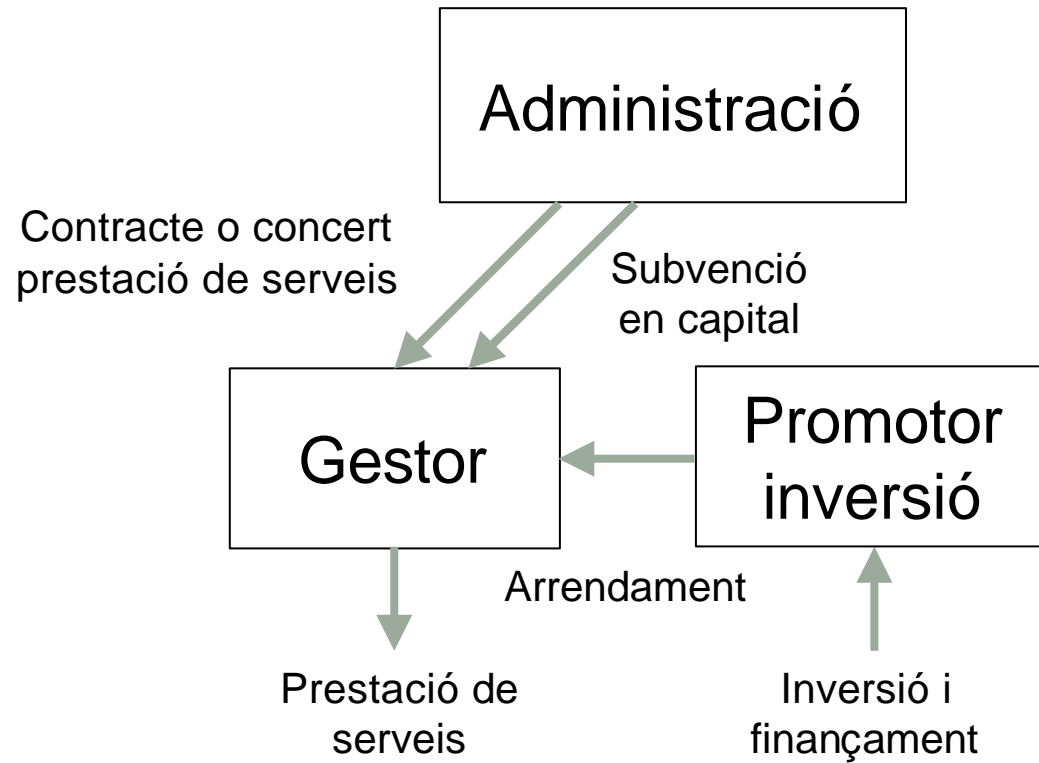 Administració
Contracte o concert
prestació de serveis
Subvenció
en capital
Gestor
Promotor
inversió
Arrendament
Prestació de
serveis
Inversió i
finançament